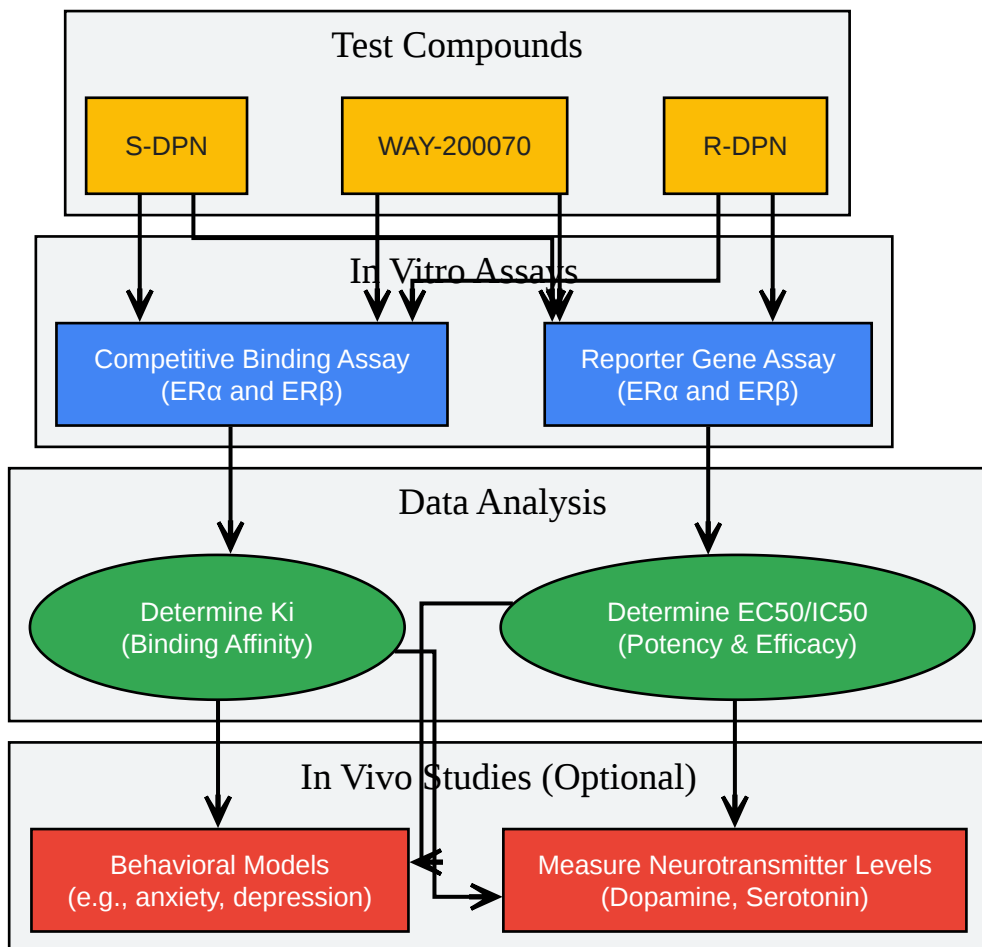 Test Compounds
S-DPN
WAY-200070
R-DPN
In Vitro Assays
Competitive Binding Assay
(ERα and ERβ)
Reporter Gene Assay
(ERα and ERβ)
Data Analysis
Determine Ki
(Binding Affinity)
Determine EC50/IC50
(Potency & Efficacy)
In Vivo Studies (Optional)
Behavioral Models
(e.g., anxiety, depression)
Measure Neurotransmitter Levels
(Dopamine, Serotonin)